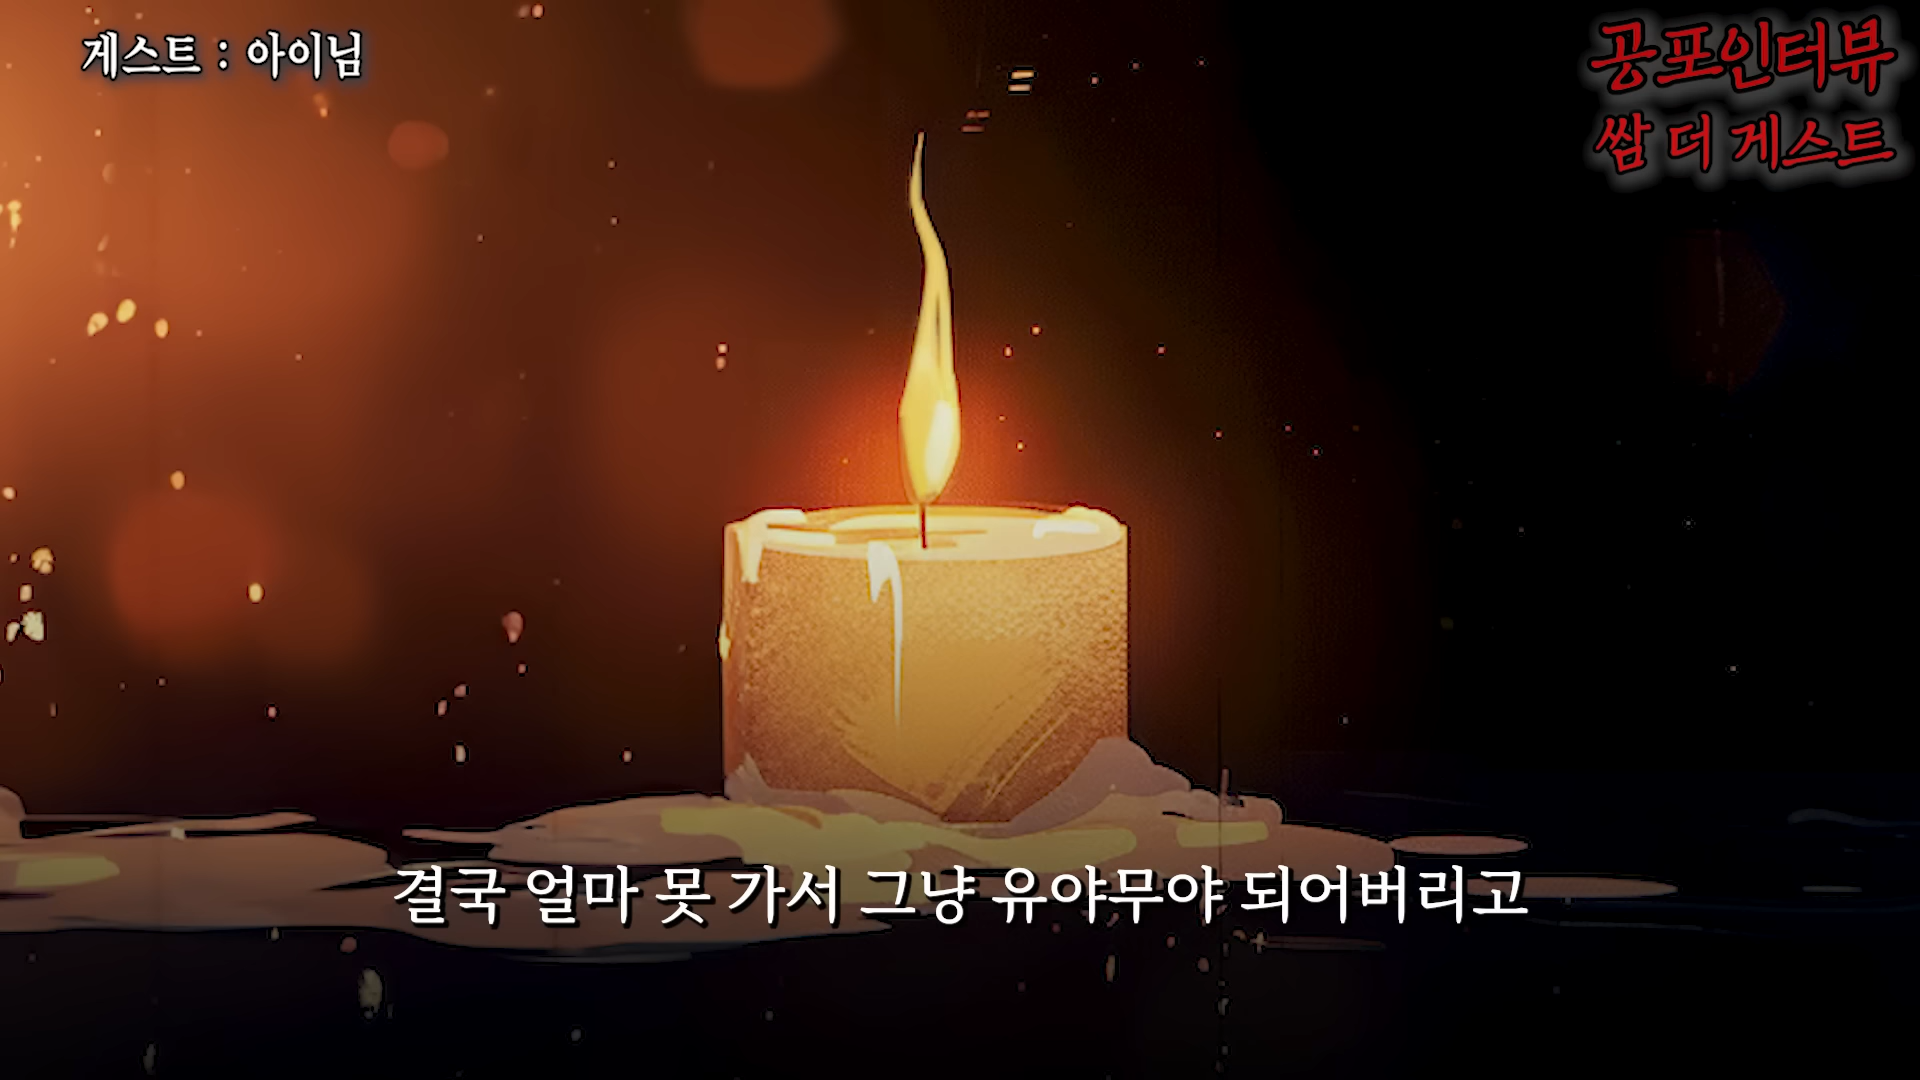 게스트 : 아이님
공포인터뷰
쌈 더 게스트
결국 얼마 못 가서 그냥 유야무야 되어버리고